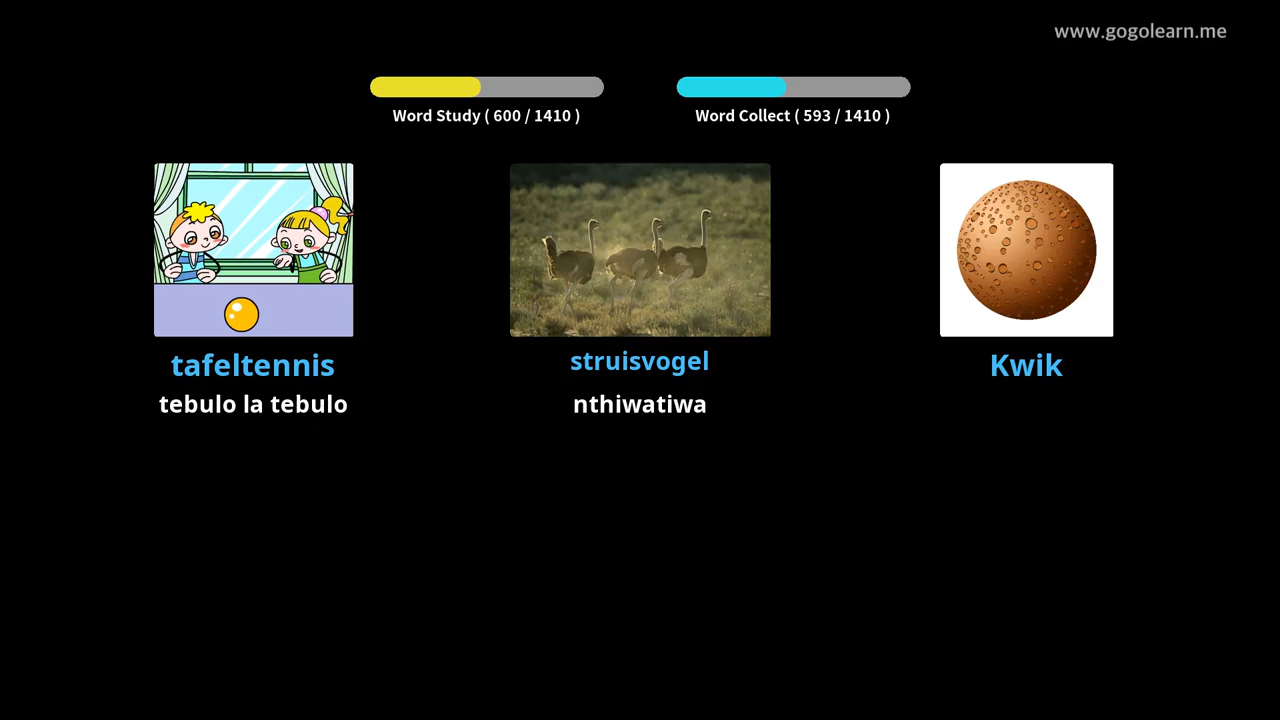 www.gogolearn.me
Word Study ( 600 / 1410 )
Word Collect ( 593 / 1410 )
tafeltennis
struisvogel
Kwik
tebulo la tebulo
nthiwatiwa